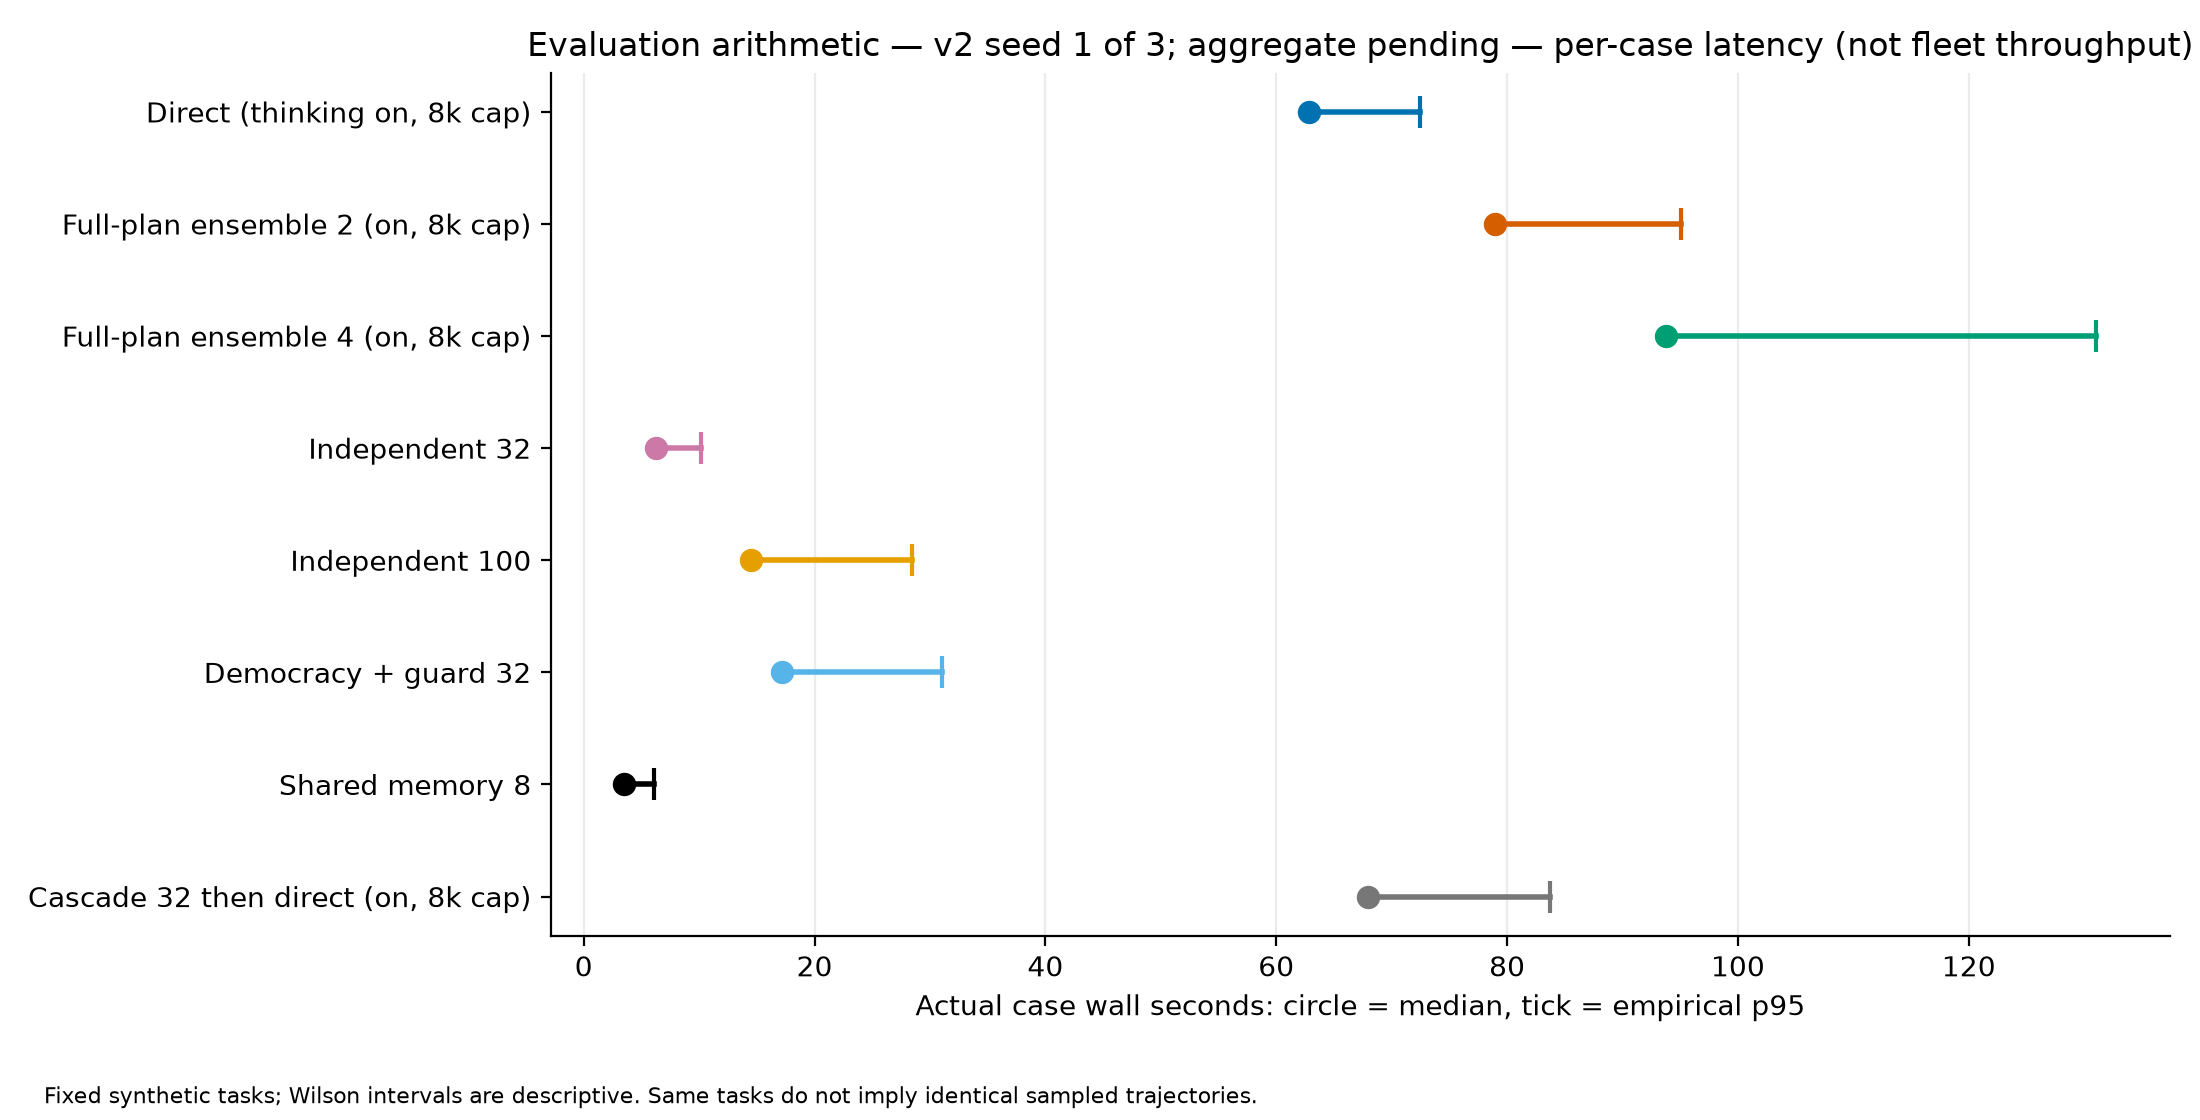 Evaluation arithmetic — v2 seed 1 of 3; aggregate pending — per-case latency (not fleet throughput)
Direct (thinking on, 8k cap)
Full-plan ensemble 2 (on, 8k cap)
Full-plan ensemble 4 (on, 8k cap)
Independent 32
Independent 100
Democracy + guard 32
Shared memory 8
Cascade 32 then direct (on, 8k cap)
0 20 40 60 80 100 120
Actual case wall seconds: circle = median, tick = empirical p95
Fixed synthetic tasks; Wilson intervals are descriptive. Same tasks do not imply identical sampled trajectories.